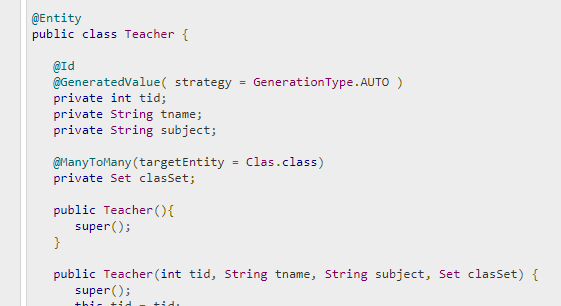 @Entity
public class Teacher {
@Id
@GeneratedValue( strategy = GenerationType.AUTO )
private int tid;
private String tname;
private String subject;
@ManyToMany(targetEntity = Clas.class)
private Set clasSet;
public Teacher(){
super();
}
public Teacher(int tid, String tname, String subject, Set clasSet) {
super();
this.tid = tid;